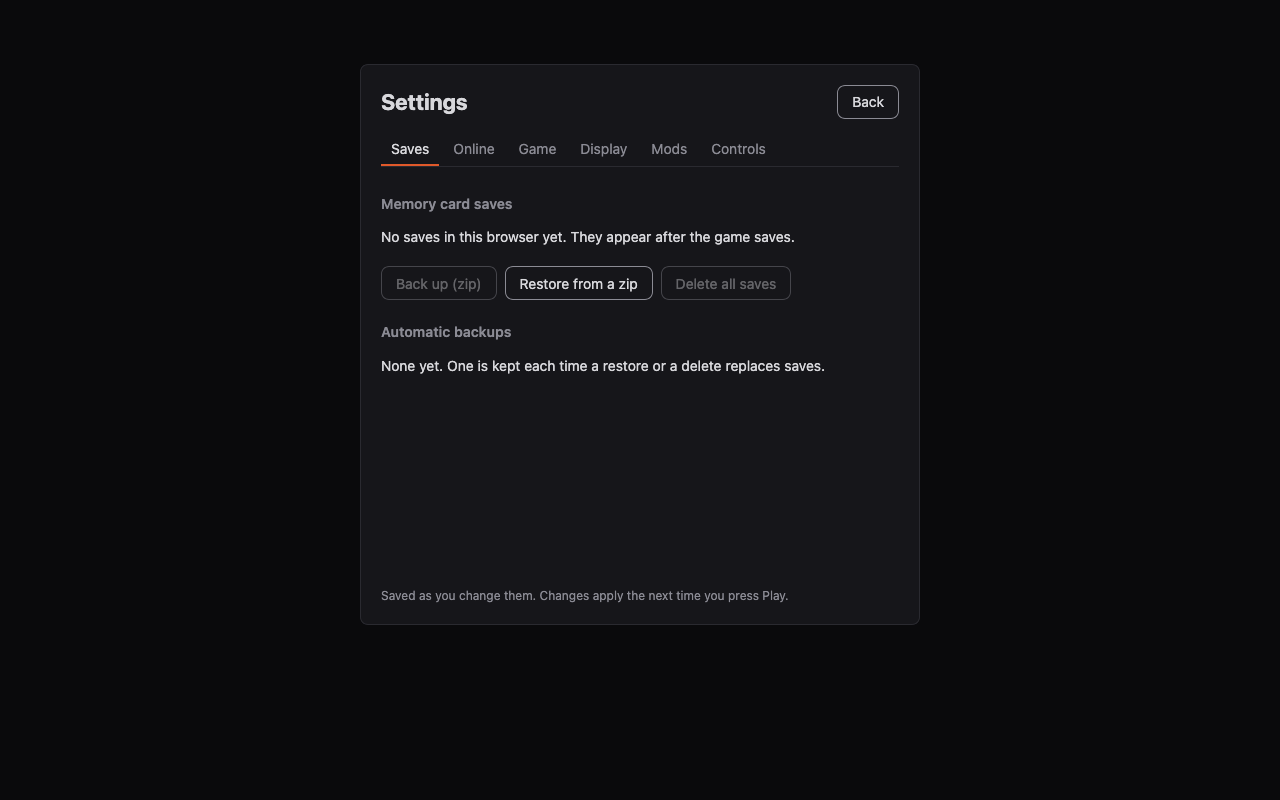 Settings
Back
Saves Online Game Display Mods Controls
Memory card saves
No saves in this browser yet. They appear after the game saves.
Back up (zip) Restore from a zip Delete all saves
Automatic backups
None yet. One is kept each time a restore or a delete replaces saves.
Saved as you change them. Changes apply the next time you press Play.